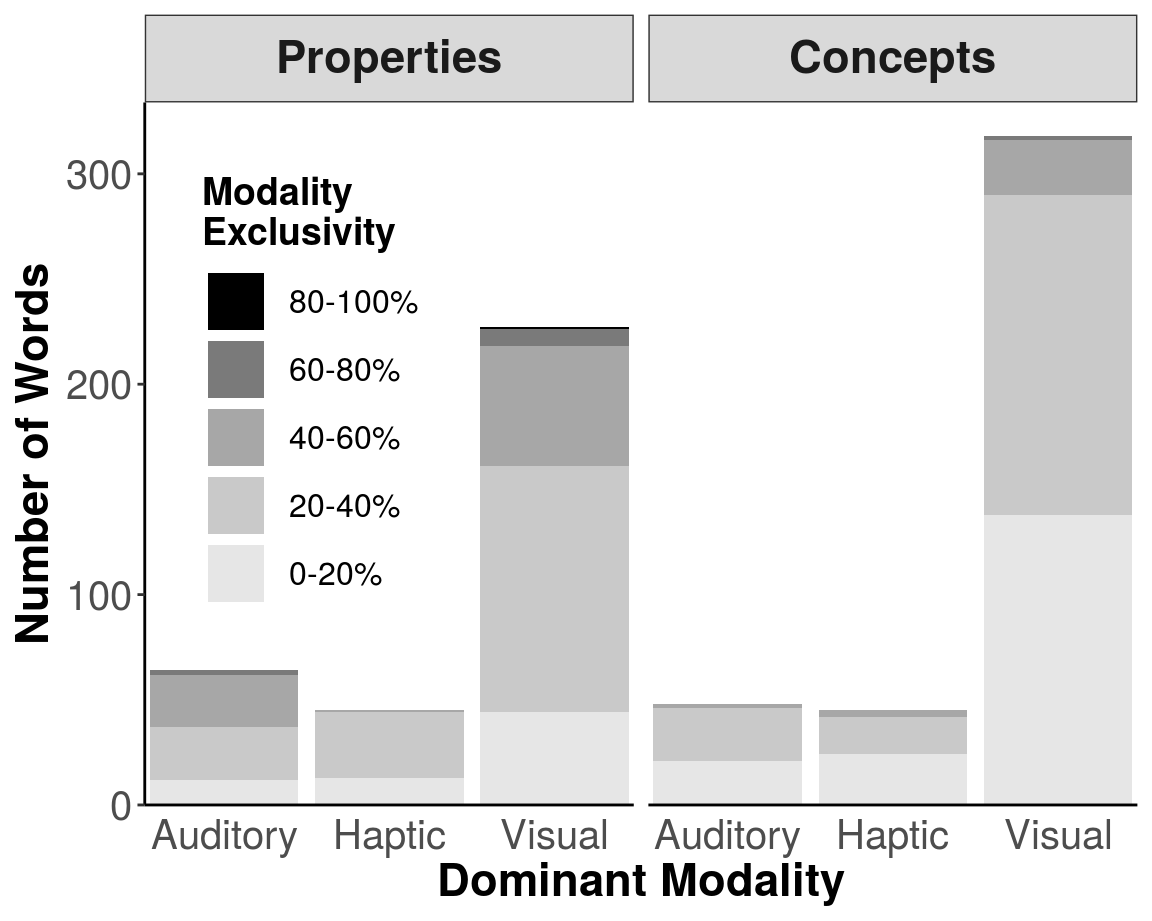 Properties
Concepts
300
200
100
0
Number of Words
Modality
Exclusivity
80-100%
60-80%
40-60%
20-40%
0-20%
Auditory Haptic Visual
Auditory Haptic Visual
Dominant Modality